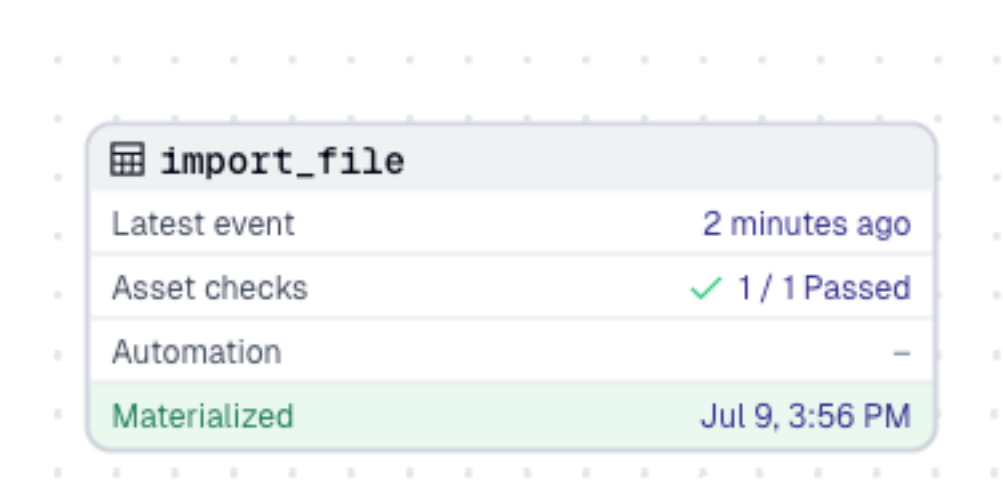 import_file
Latest event 2 minutes ago
Asset checks 1 / 1 Passed
Automation –
Materialized Jul 9, 3:56 PM